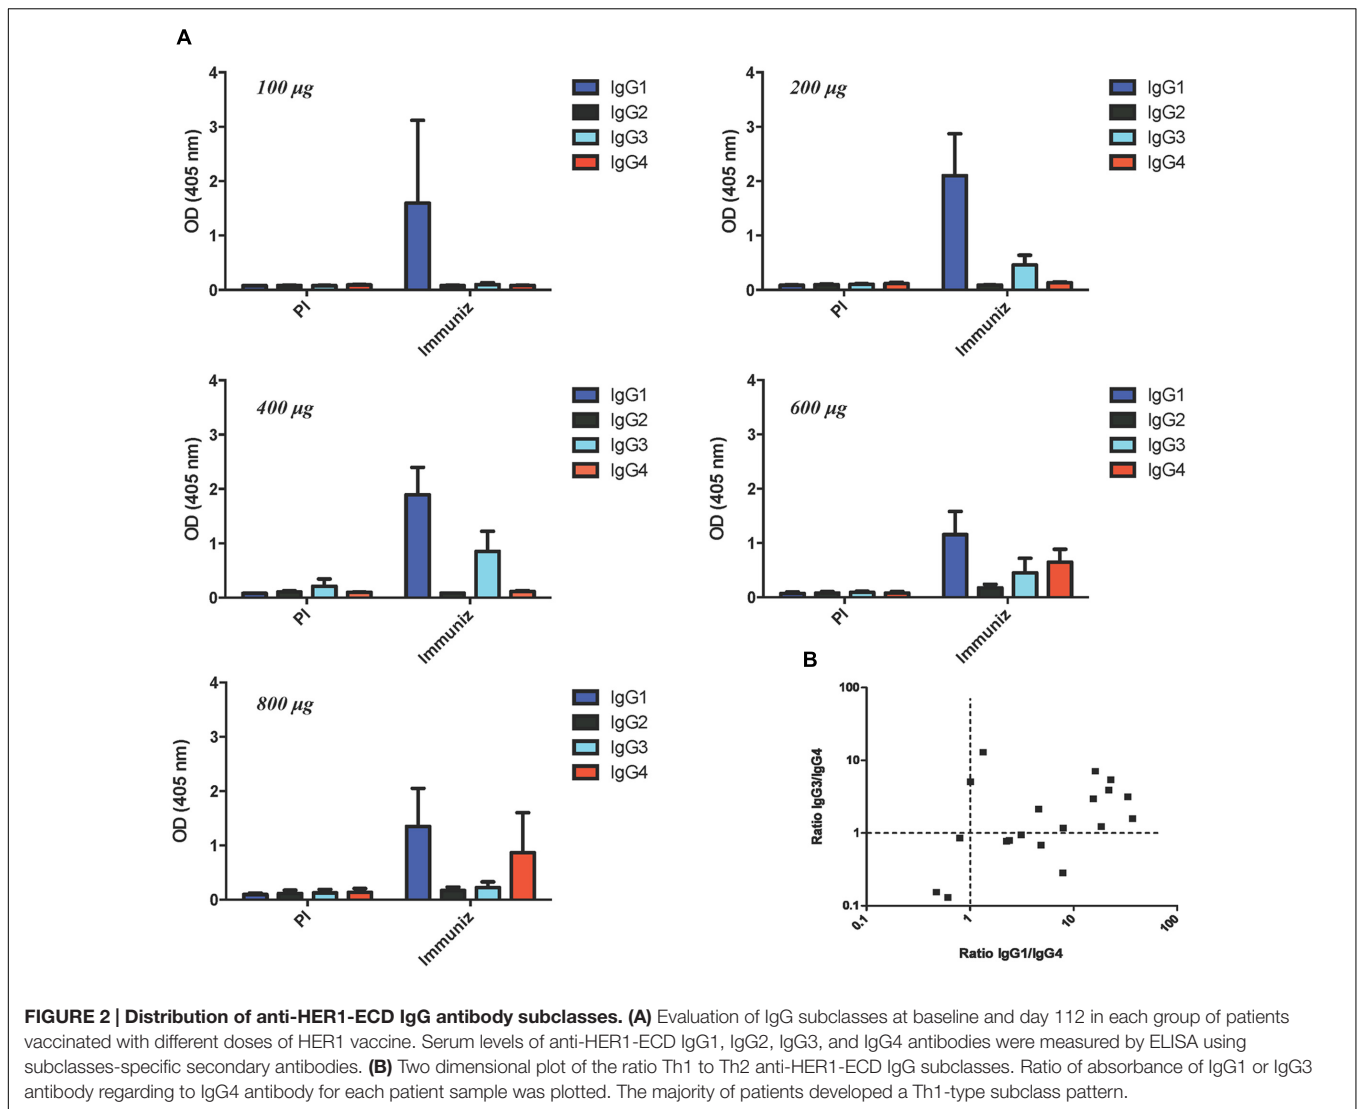 A
4
3
2
1
0
OD (405 nm)
100 µg
IgG1
IgG2
IgG3
IgG4
PI
Immuniz
4
3
2
1
0
OD (405 nm)
200 µg
IgG1
IgG2
IgG3
IgG4
PI
Immuniz
4
3
2
1
0
OD (405 nm)
400 µg
IgG1
IgG2
IgG3
IgG4
PI
Immuniz
4
3
2
1
0
OD (405 nm)
600 µg
IgG1
IgG2
IgG3
IgG4
PI
Immuniz
4
3
2
1
0
OD (405 nm)
800 µg
IgG1
IgG2
IgG3
IgG4
PI
Immuniz
B
100
10
1
0.1
Ratio IgG3/IgG4
0.1
1
10
100
Ratio IgG1/IgG4
FIGURE 2 | Distribution of anti-HER1-ECD IgG antibody subclasses. (A) Evaluation of IgG subclasses at baseline and day 112 in each group of patients
vaccinated with different doses of HER1 vaccine. Serum levels of anti-HER1-ECD IgG1, IgG2, IgG3, and IgG4 antibodies were measured by ELISA using
subclasses-specific secondary antibodies. (B) Two dimensional plot of the ratio Th1 to Th2 anti-HER1-ECD IgG subclasses. Ratio of absorbance of IgG1 or IgG3
antibody regarding to IgG4 antibody for each patient sample was plotted. The majority of patients developed a Th1-type subclass pattern.